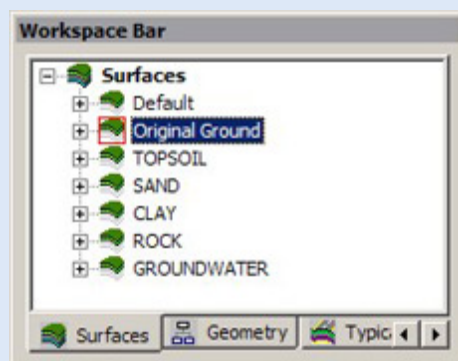 Workspace Bar
Surfaces
Default
Original Ground
TOPSOIL
SAND
CLAY
ROCK
GROUNDWATER
Surfaces Geometry Typic